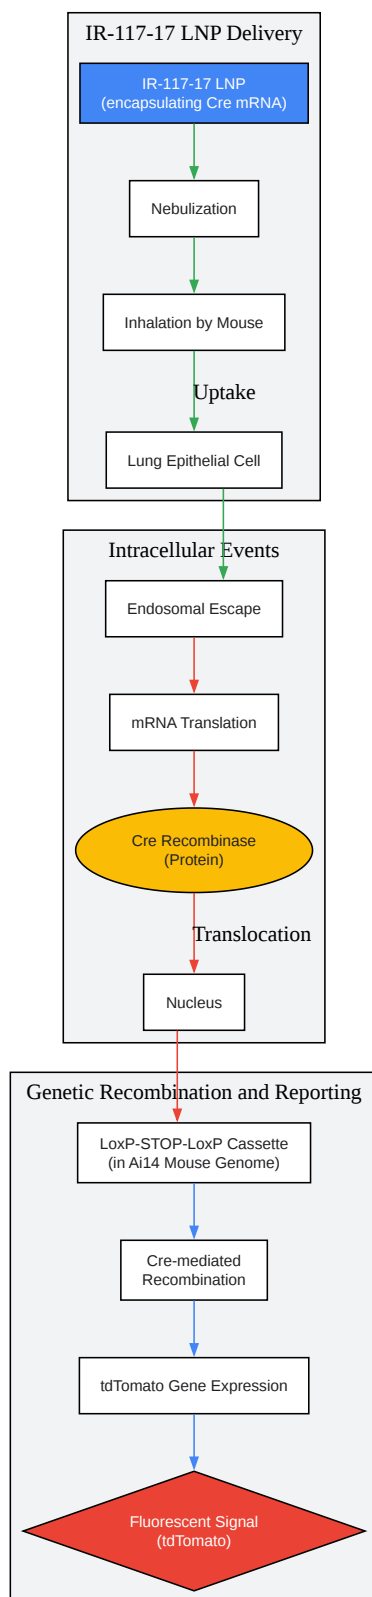 IR-117-17 LNP Delivery
IR-117-17 LNP
(encapsulating Cre mRNA)
Nebulization
Inhalation by Mouse
Uptake
Lung Epithelial Cell
Intracellular Events
Endosomal Escape
mRNA Translation
Cre Recombinase
(Protein)
Translocation
Nucleus
Genetic Recombination and Reporting
LoxP-STOP-LoxP Cassette
(in Ai14 Mouse Genome)
Cre-mediated
Recombination
tdTomato Gene Expression
Fluorescent Signal
(tdTomato)